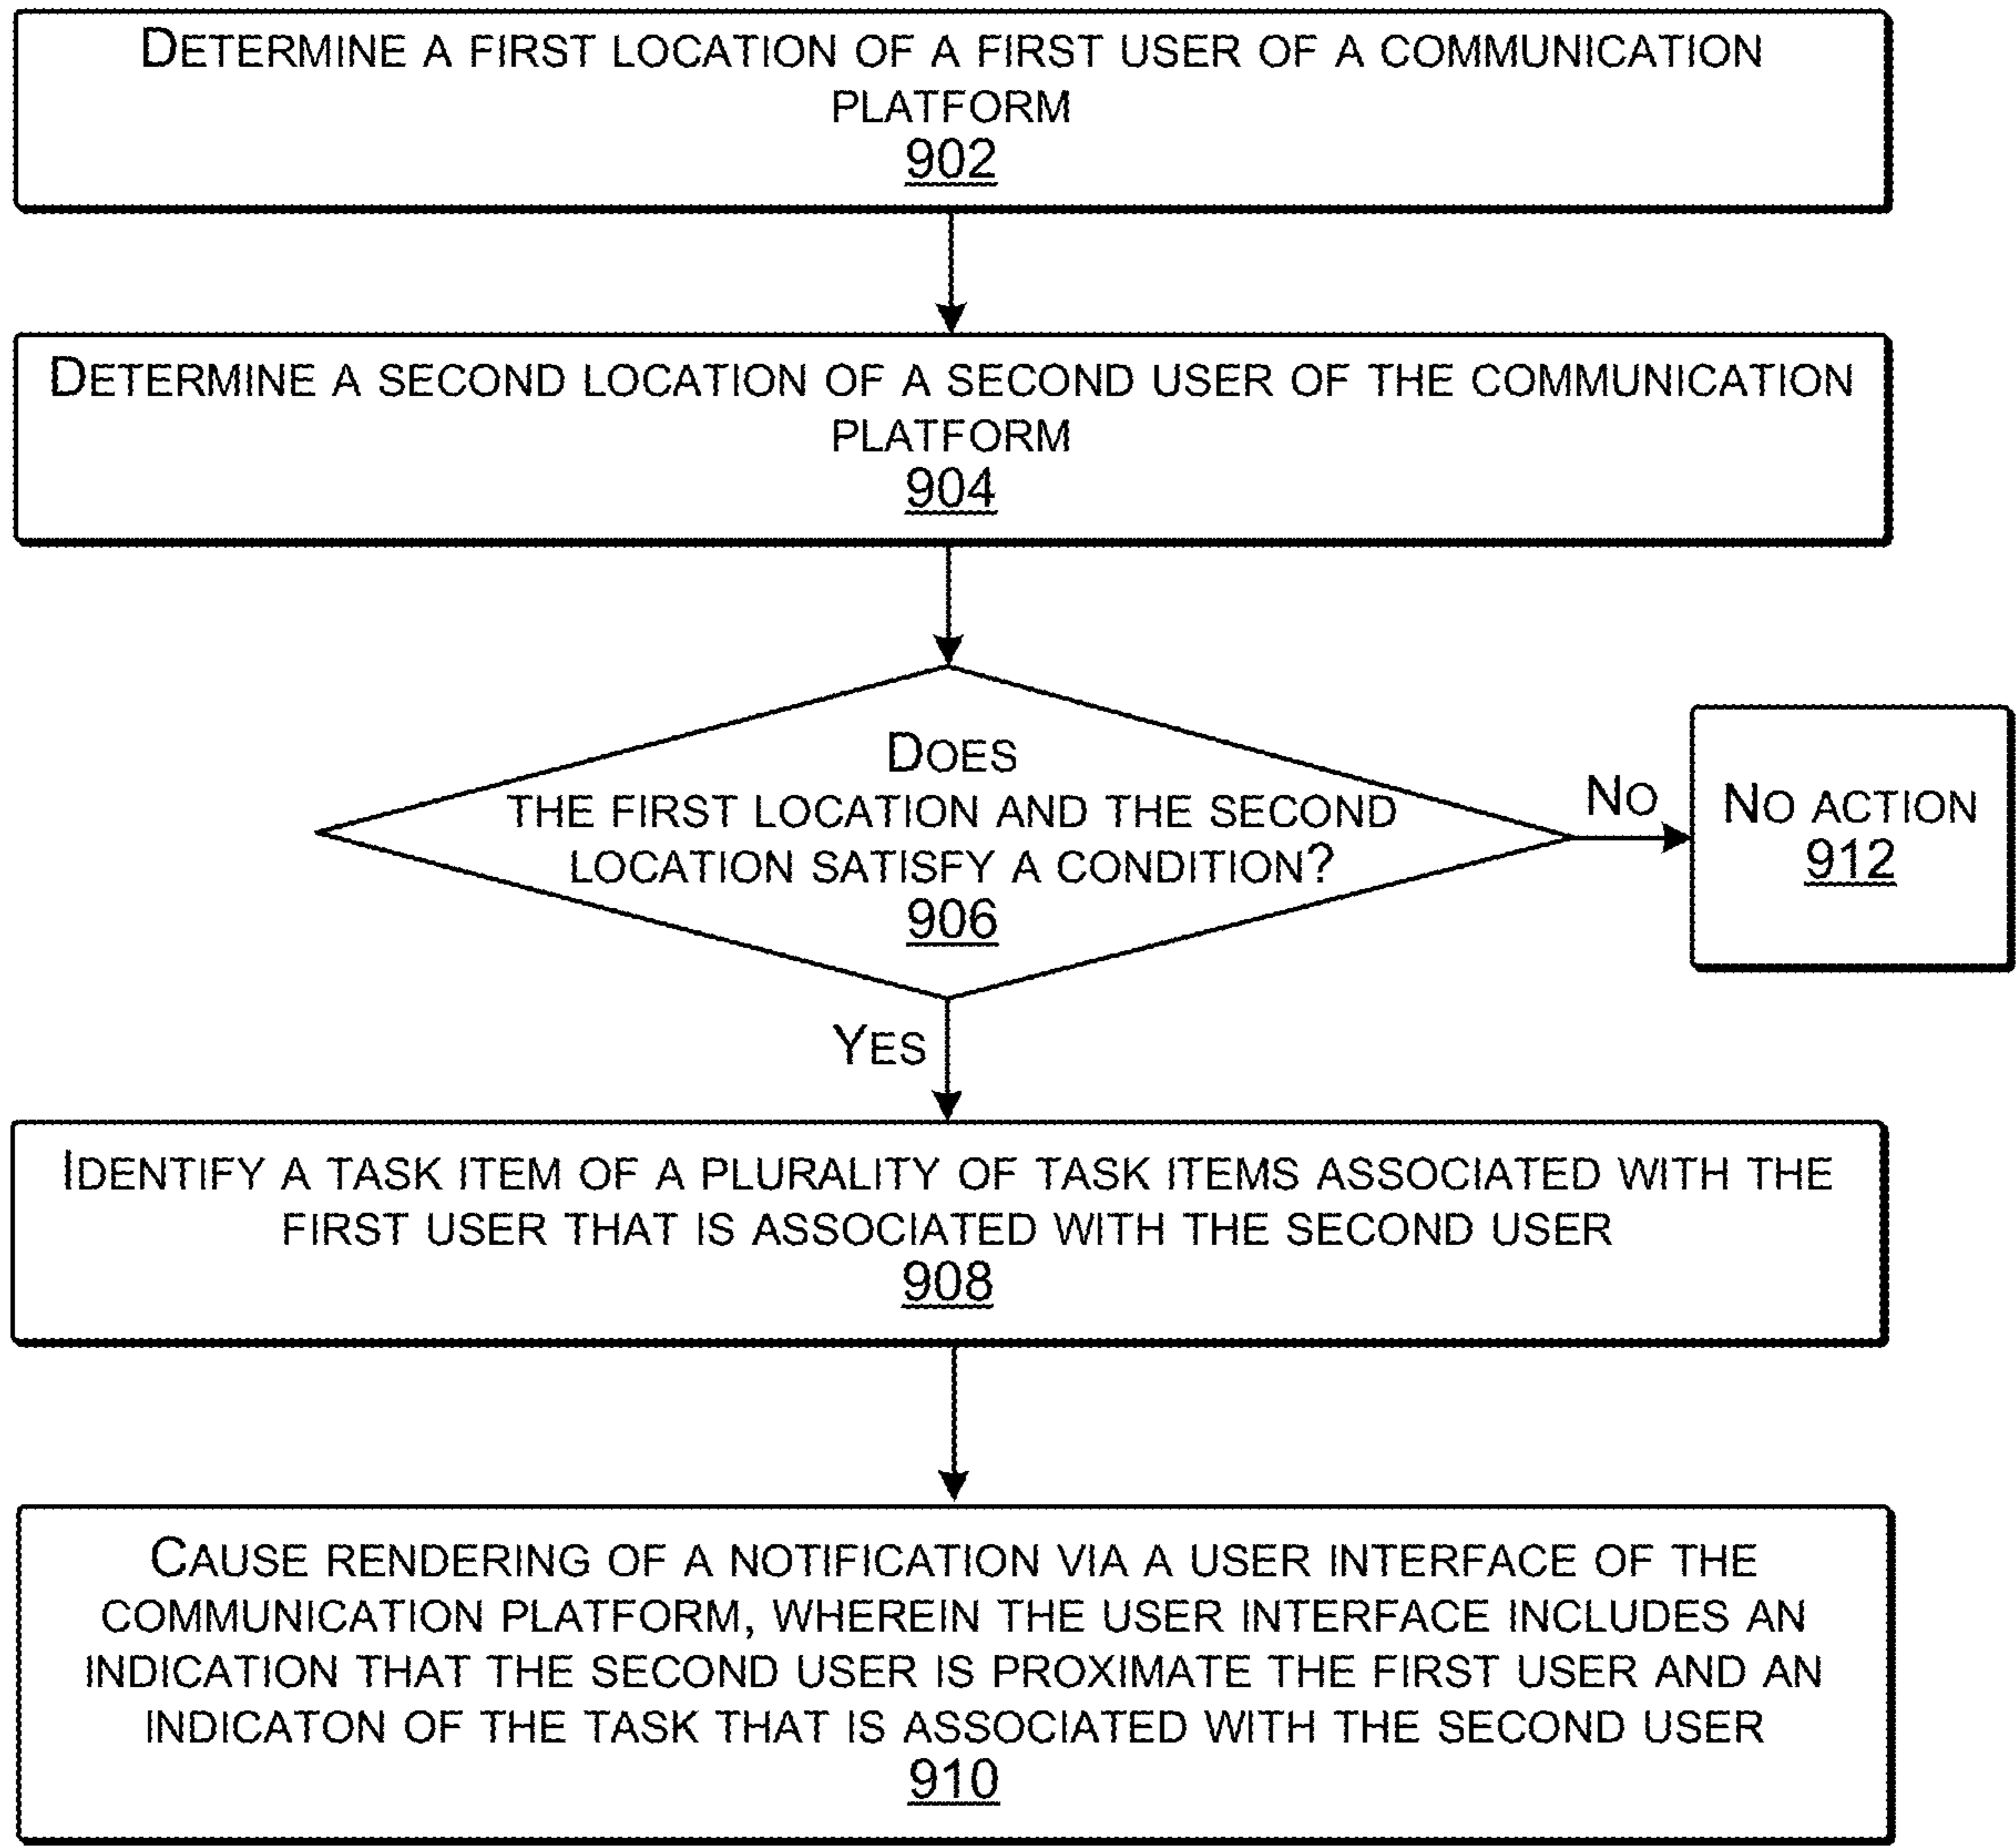 DETERMINE A FIRST LOCATION OF A FIRST USER OF A COMMUNICATION
PLATFORM
902
DETERMINE A SECOND LOCATION OF A SECOND USER OF THE COMMUNICATION
PLATFORM
904
DOES
THE FIRST LOCATION AND THE SECOND
LOCATION SATISFY A CONDITION?
906
NO
NO ACTION
912
YES
IDENTIFY A TASK ITEM OF A PLURALITY OF TASK ITEMS ASSOCIATED WITH THE
FIRST USER THAT IS ASSOCIATED WITH THE SECOND USER
908
CAUSE RENDERING OF A NOTIFICATION VIA A USER INTERFACE OF THE
COMMUNICATION PLATFORM, WHEREIN THE USER INTERFACE INCLUDES AN
INDICATION THAT THE SECOND USER IS PROXIMATE THE FIRST USER AND AN
INDICATON OF THE TASK THAT IS ASSOCIATED WITH THE SECOND USER
910